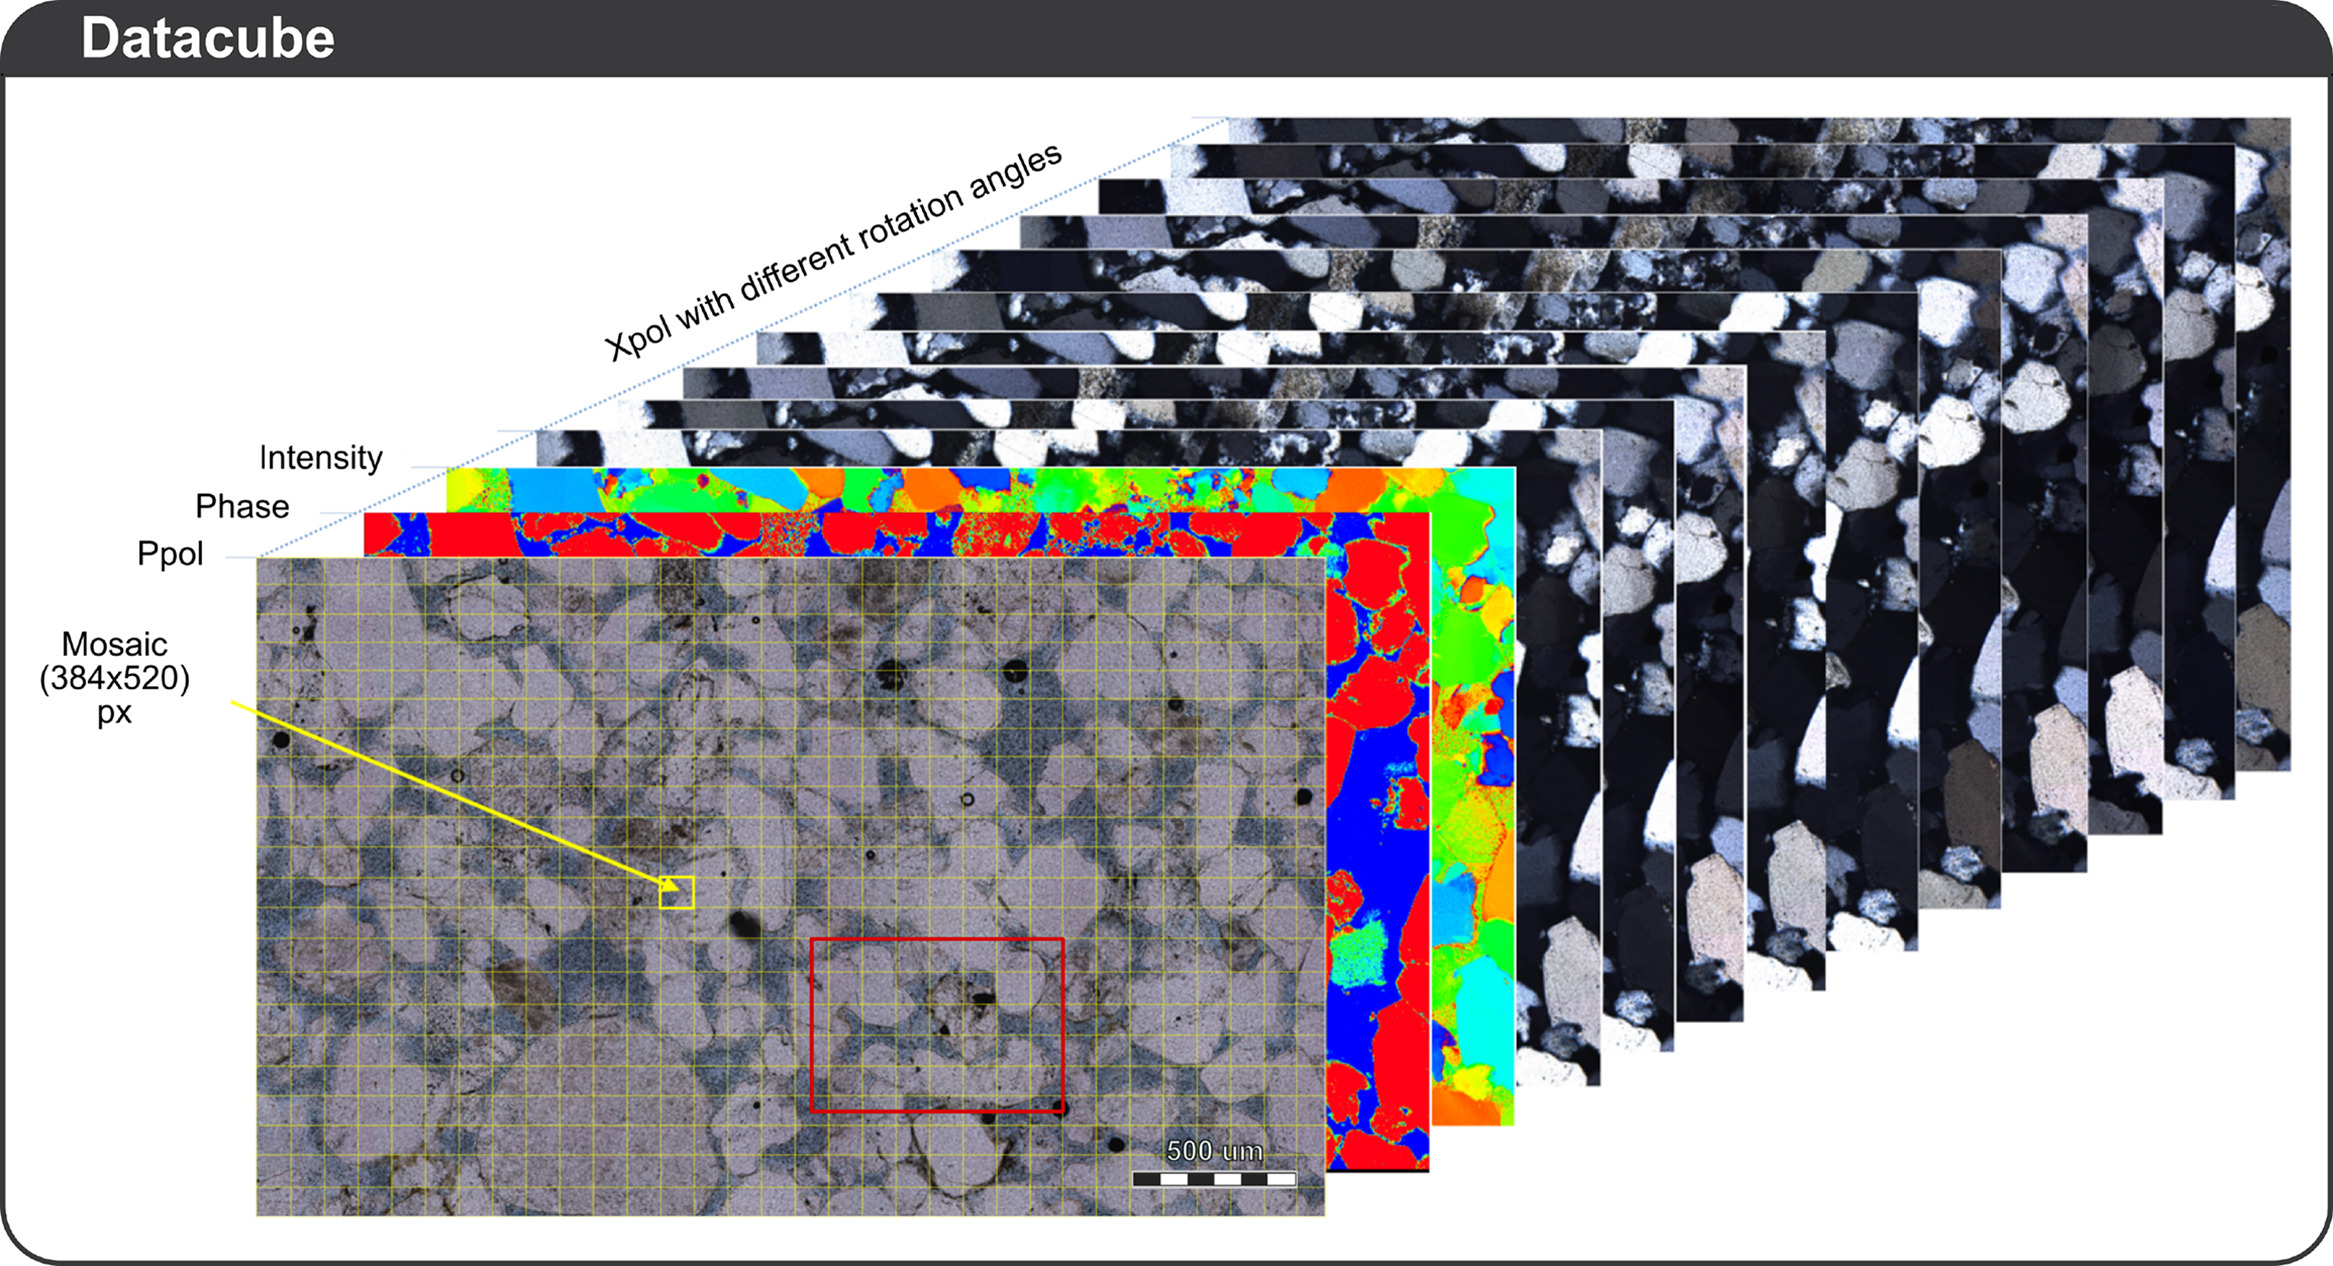 Datacube
Xpol with different rotation angles
Intensity
Phase
Ppol
Mosaic
(384x520)
px
500 um